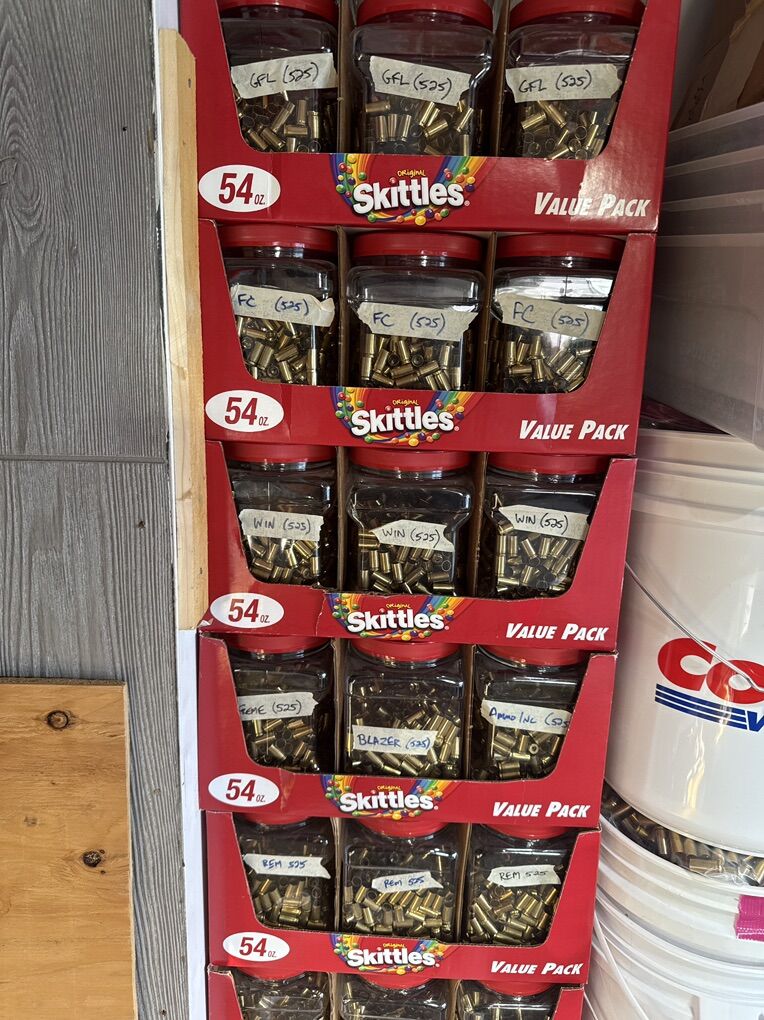 GFL (525)
GFL (525)
GFL (525)
54 OZ.
ORIGINAL
Skittles
VALUE PACK
FC (525)
FC (525)
FC (525)
54 OZ.
ORIGINAL
Skittles
VALUE PACK
WIN (525)
WIN (525)
WIN (525)
54 OZ.
ORIGINAL
Skittles
VALUE PACK
(525)
BLAZER (525)
AMMO INC (525
54 OZ.
ORIGINAL
Skittles
VALUE PACK
REM 525
REM 525
REM 525
54 OZ.
ORIGINAL
Skittles
VALUE PACK